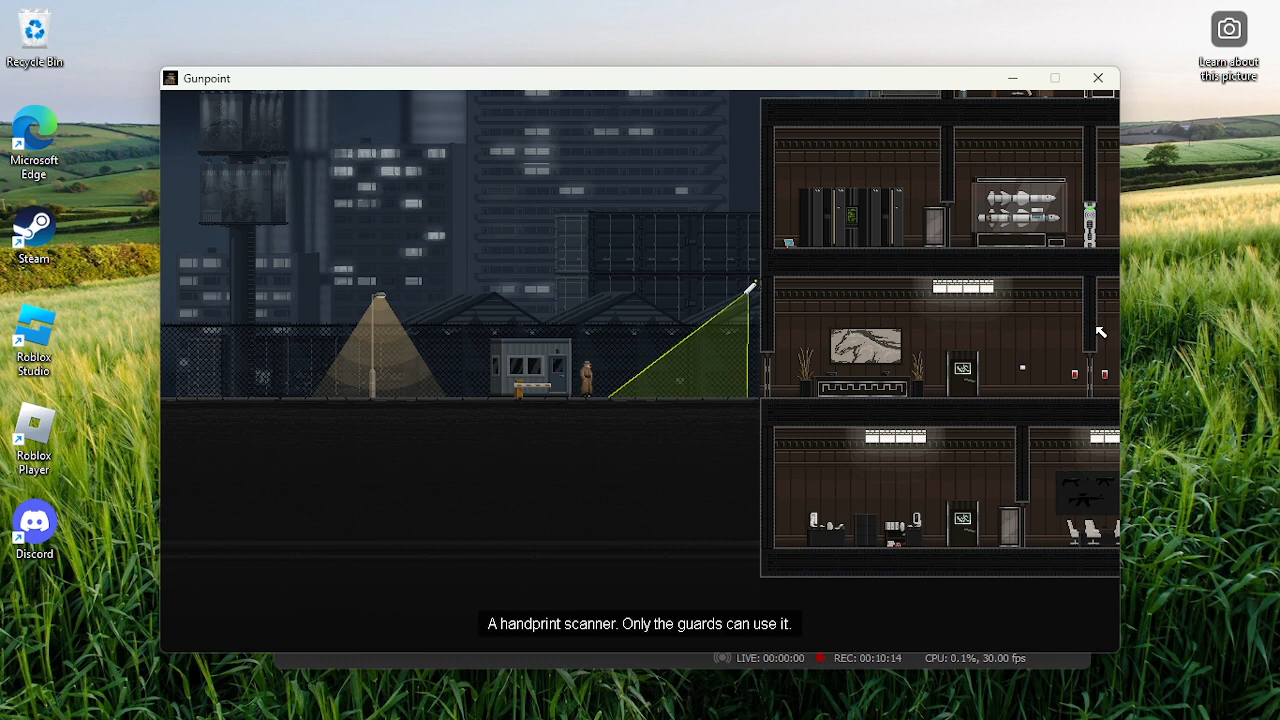 Recycle Bin
Learn about
this picture
Gunpoint
Microsoft
Edge
Steam
Roblox
Studio
Roblox
Player
Discord
A handprint scanner. Only the guards can use it.
LIVE: 00:00:00
REC: 00:10:14
CPU: 0.1%, 30.00 fps